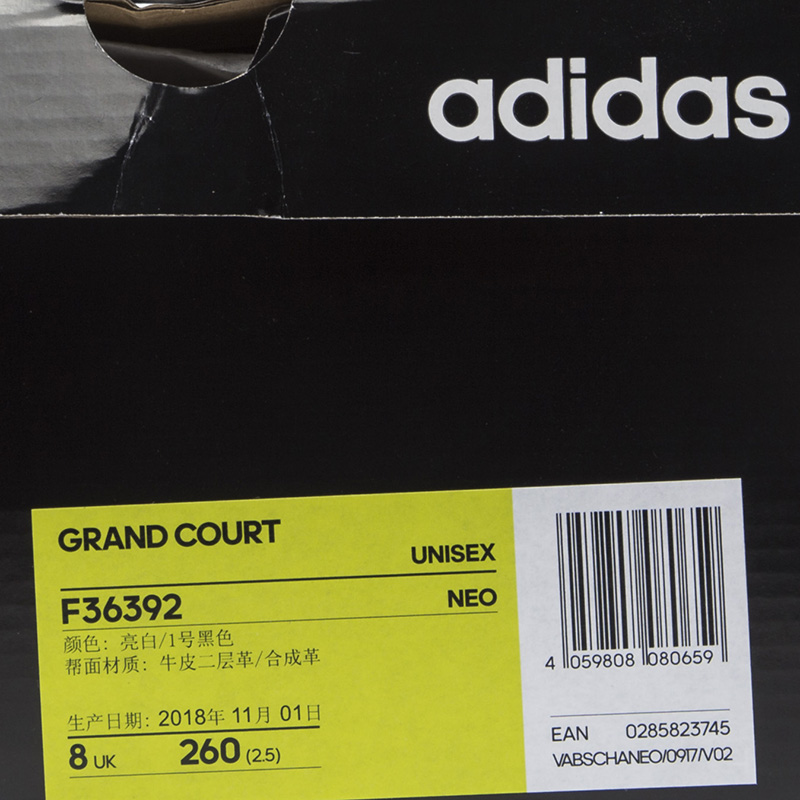 adidas
GRAND COURT
UNISEX
F36392
NEO
颜色: 亮白/1号黑色
帮面材质: 牛皮二层革/合成革
生产日期: 2018年 11月 01日
8 UK 260 (2.5)
4 059808 080659
EAN 0285823745
VABSCHANEO/0917/V02